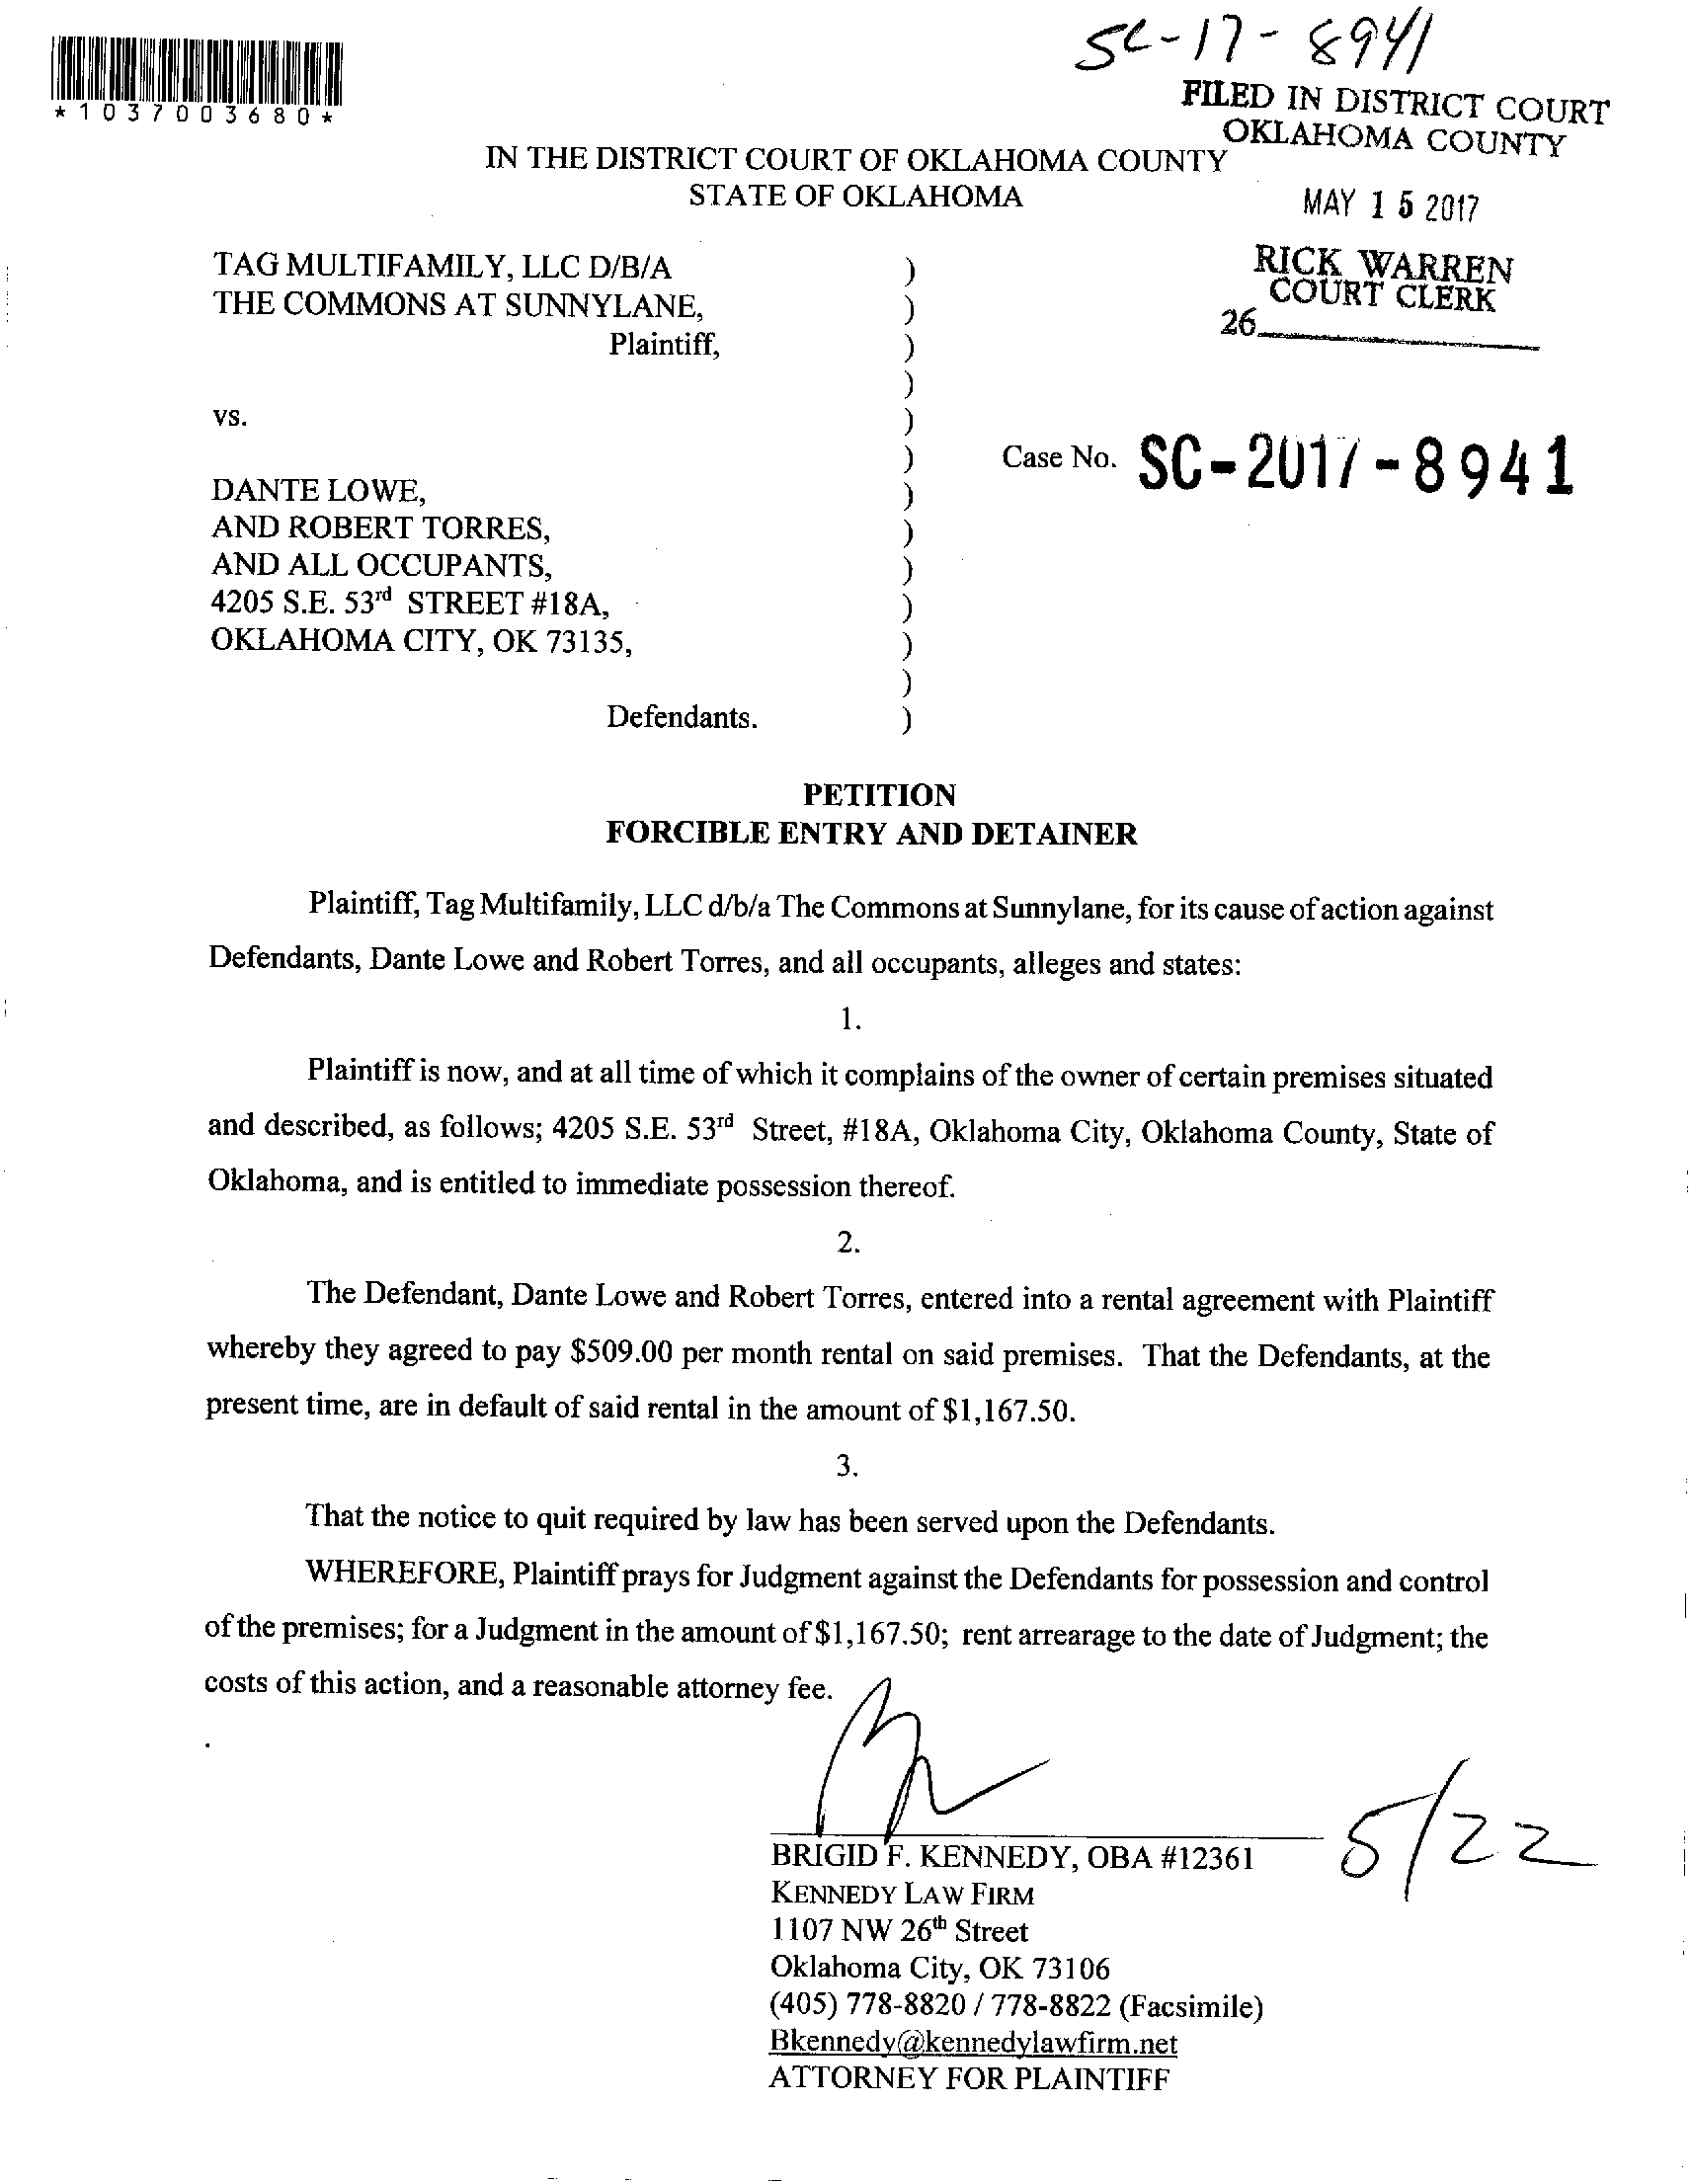 SC-17-8941
*1037003680*
FILED IN DISTRICT COURT
OKLAHOMA COUNTY
IN THE DISTRICT COURT OF OKLAHOMA COUNTY
STATE OF OKLAHOMA
MAY 15 2017
RICK WARREN
COURT CLERK
26
TAG MULTIFAMILY, LLC D/B/A )
THE COMMONS AT SUNNYLANE, )
Plaintiff, )
)
vs. )
) Case No. SC-2017-8941
DANTE LOWE, )
AND ROBERT TORRES, )
AND ALL OCCUPANTS, )
4205 S.E. 53rd STREET #18A, )
OKLAHOMA CITY, OK 73135, )
)
Defendants. )
PETITION
FORCIBLE ENTRY AND DETAINER
Plaintiff, Tag Multifamily, LLC d/b/a The Commons at Sunnylane, for its cause of action against
Defendants, Dante Lowe and Robert Torres, and all occupants, alleges and states:
1.
Plaintiff is now, and at all time of which it complains of the owner of certain premises situated
and described, as follows; 4205 S.E. 53rd Street, #18A, Oklahoma City, Oklahoma County, State of
Oklahoma, and is entitled to immediate possession thereof.
2.
The Defendant, Dante Lowe and Robert Torres, entered into a rental agreement with Plaintiff
whereby they agreed to pay $509.00 per month rental on said premises. That the Defendants, at the
present time, are in default of said rental in the amount of $1,167.50.
3.
That the notice to quit required by law has been served upon the Defendants.
WHEREFORE, Plaintiff prays for Judgment against the Defendants for possession and control
of the premises; for a Judgment in the amount of $1,167.50; rent arrearage to the date of Judgment; the
costs of this action, and a reasonable attorney fee.
5/22
BRIGID F. KENNEDY, OBA #12361
KENNEDY LAW FIRM
1107 NW 26th Street
Oklahoma City, OK 73106
(405) 778-8820 / 778-8822 (Facsimile)
Bkennedy@kennedylawfirm.net
ATTORNEY FOR PLAINTIFF